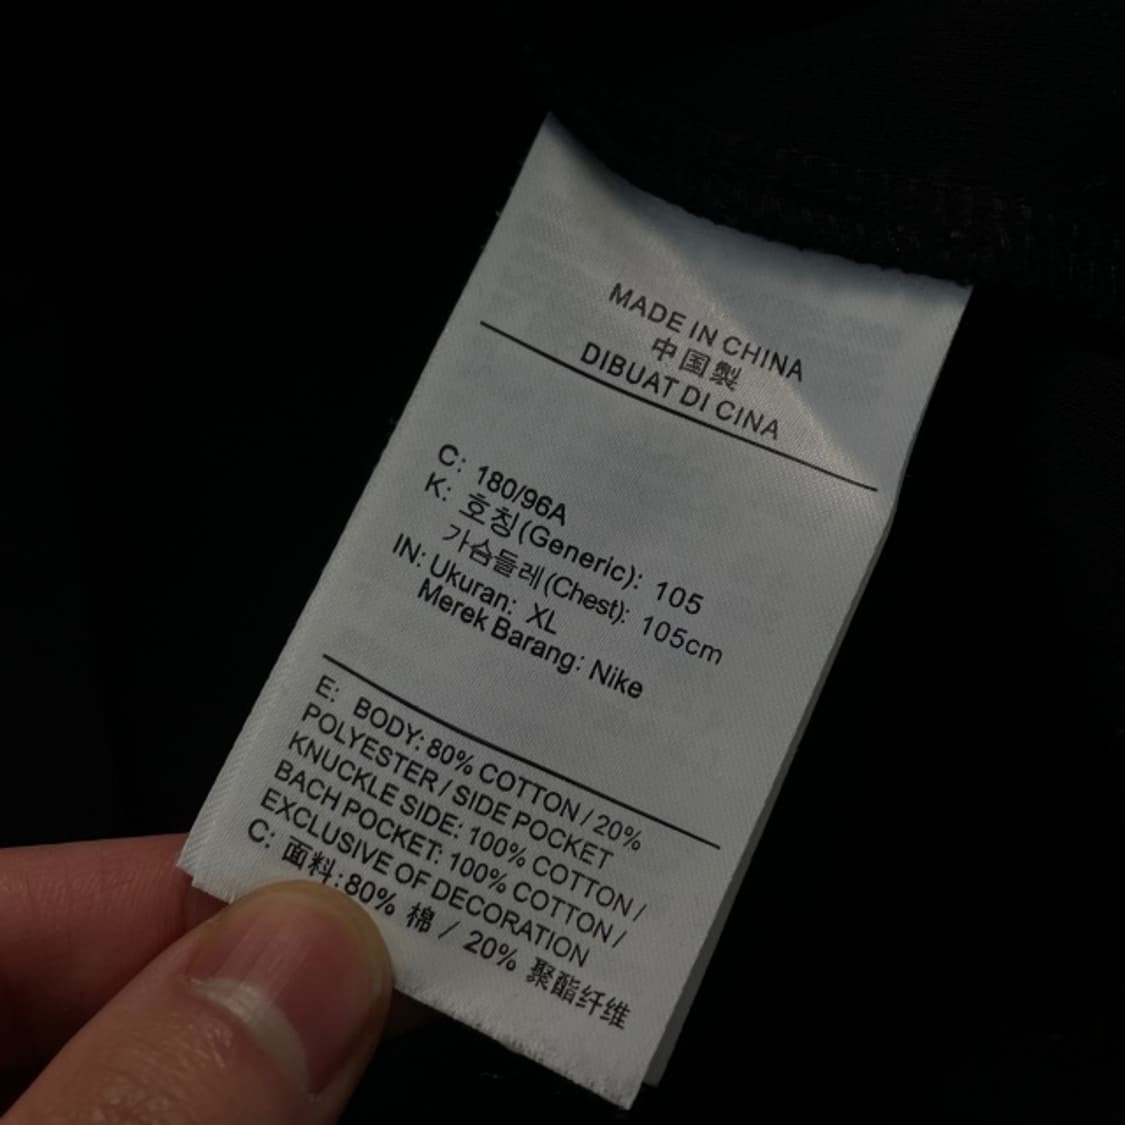 MADE IN CHINA
中国製
DIBUAT DI CINA
C: 180/96A
K: 호칭(Generic): 105
가슴둘레(Chest): 105cm
IN: Ukuran: XL
Merek Barang: Nike
E: BODY: 80% COTTON / 20%
POLYESTER / SIDE POCKET
KNUCKLE SIDE: 100% COTTON /
BACH POCKET: 100% COTTON /
EXCLUSIVE OF DECORATION
C: 面料:80% 棉 / 20% 聚酯纤维